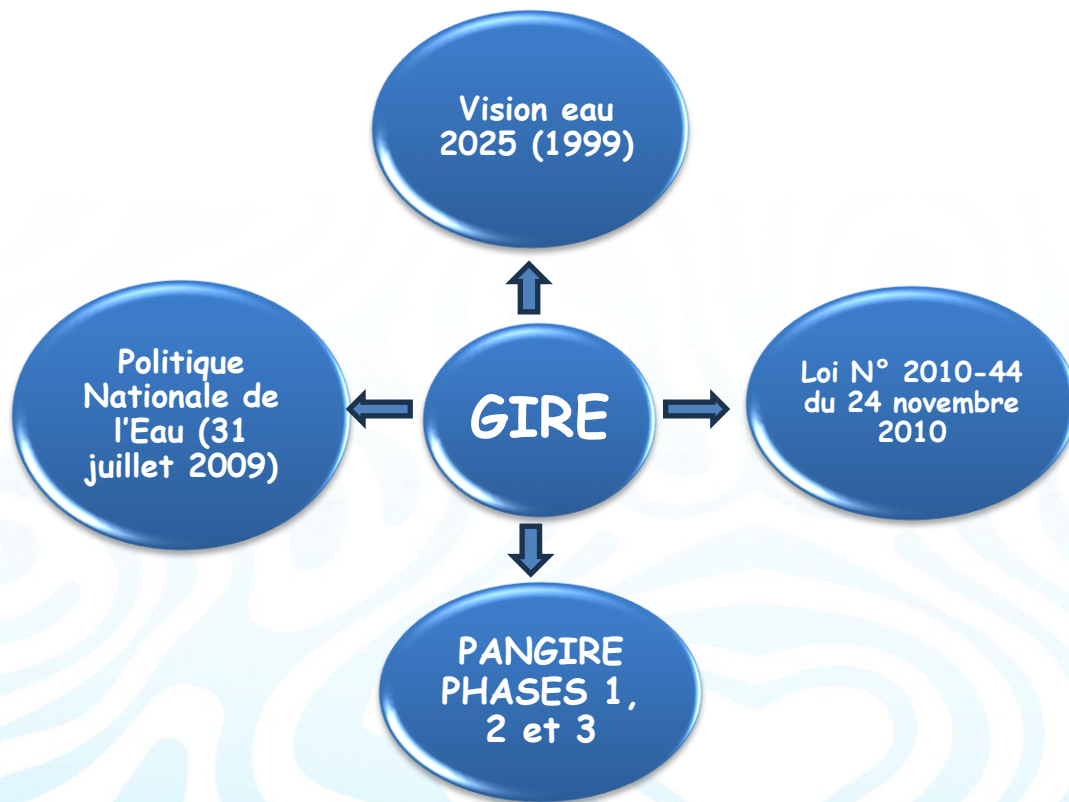 Vision eau
2025 (1999)
Politique
Nationale de
l'Eau (31
juillet 2009)
GIRE
Loi N° 2010-44
du 24 novembre
2010
PANGIRE
PHASES 1,
2 et 3